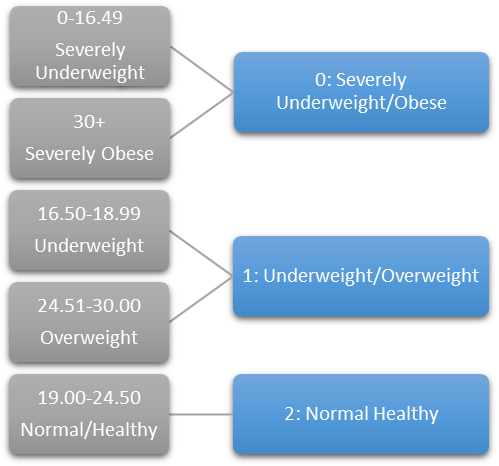 0-16.49
Severely
Underweight
30+
Severely Obese
0: Severely
Underweight/Obese
16.50-18.99
Underweight
24.51-30.00
Overweight
1: Underweight/Overweight
19.00-24.50
Normal/Healthy
2: Normal Healthy